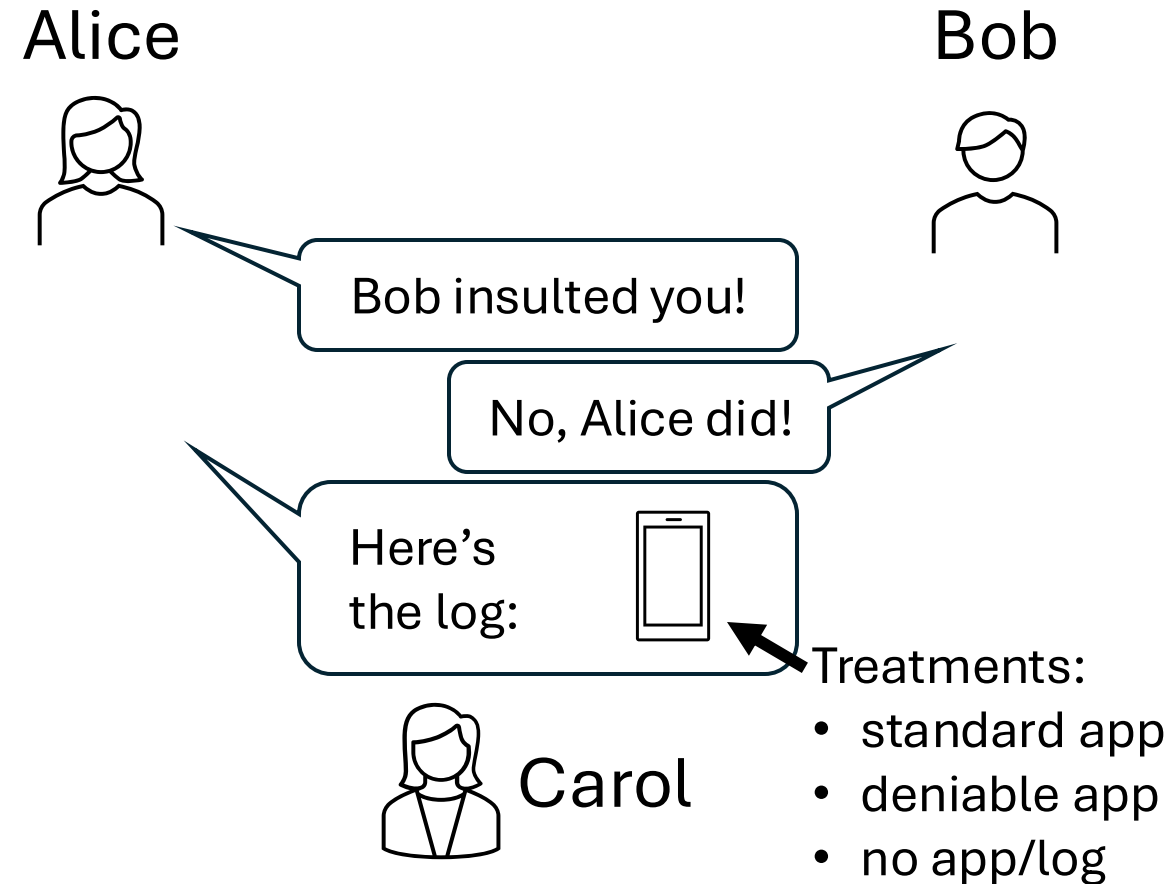 Alice
Bob
Bob insulted you!
No, Alice did!
Here’s
the log:
Treatments:
• standard app
• deniable app
• no app/log
Carol